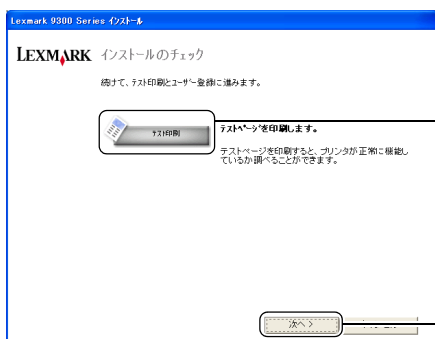 Lexmark 9300 Series インストール
LEXMARK インストールのチェック
続けて、テスト印刷とユーザー登録に進みます。
テスト印刷
テストページを印刷します。
テストページを印刷すると、プリンタが正常に機能し
ているか調べることができます。
次へ >